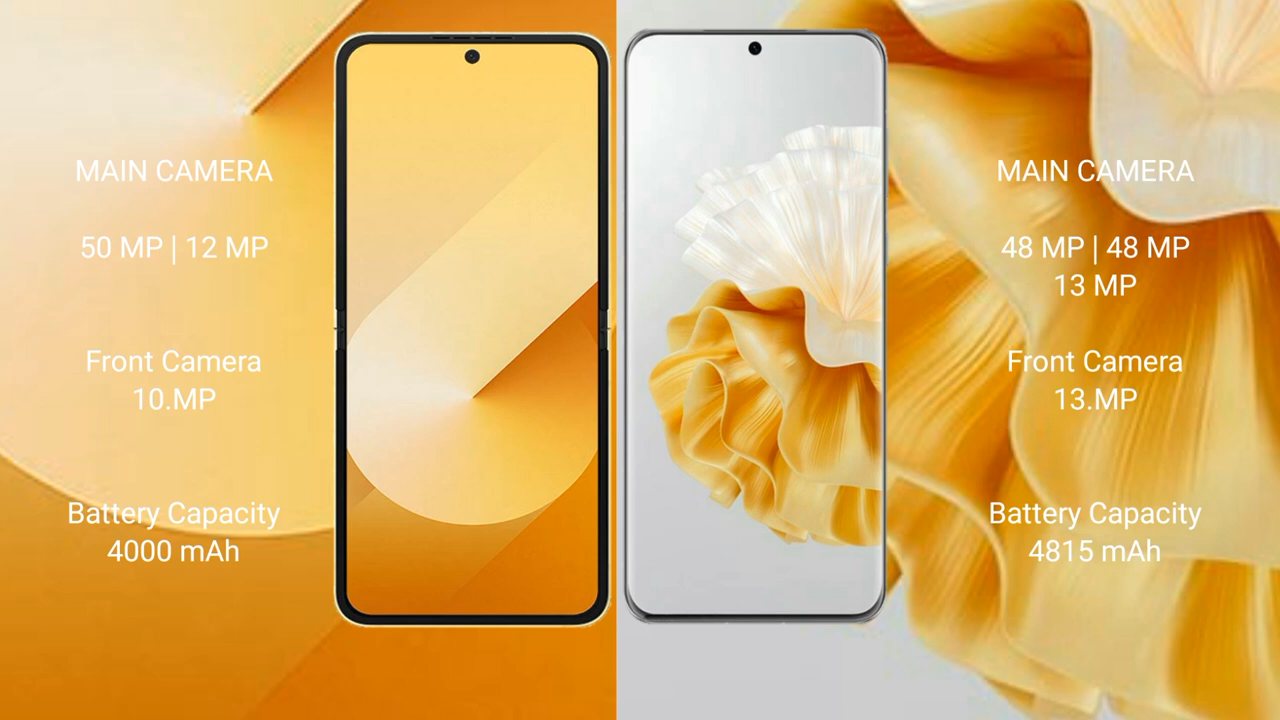 MAIN CAMERA
50 MP | 12 MP
Front Camera
10.MP
Battery Capacity
4000 mAh
MAIN CAMERA
48 MP | 48 MP
13 MP
Front Camera
13.MP
Battery Capacity
4815 mAh